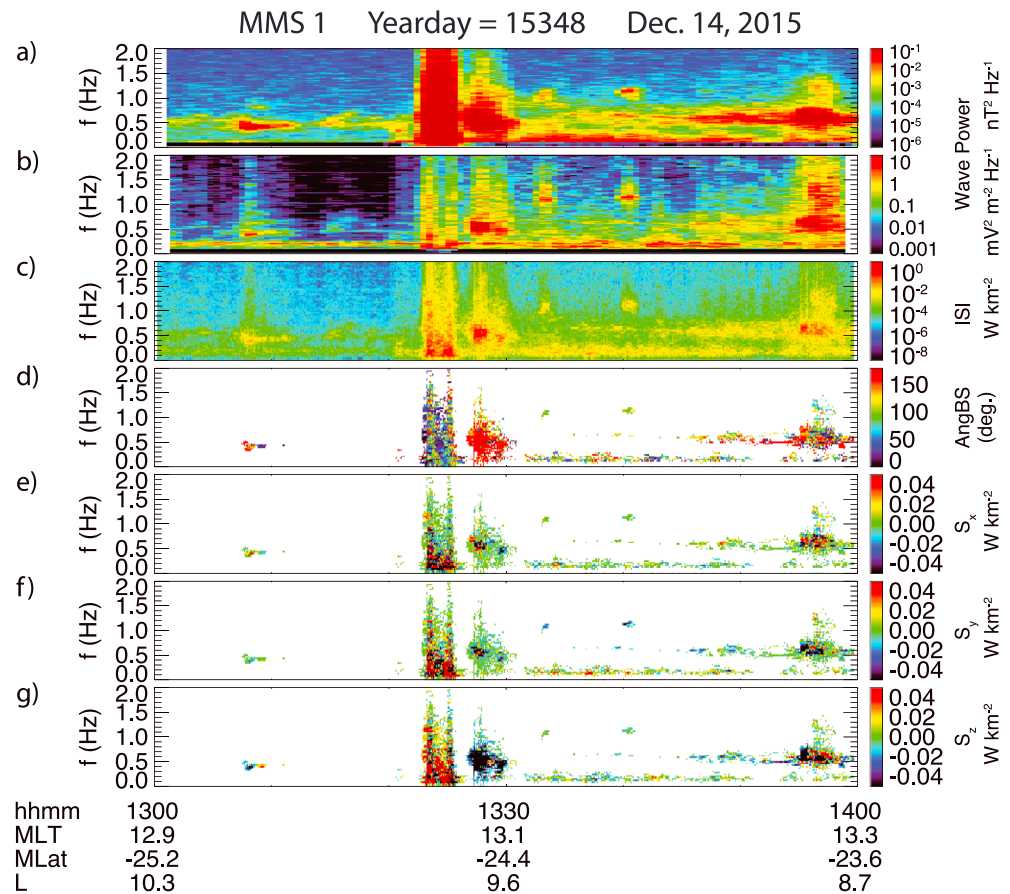 MMS 1 Yearday = 15348 Dec. 14, 2015
a)
f (Hz)
2.0
1.5
1.0
0.5
0.0
10-1
10-2
10-3
10-4
10-5
10-6
nT2 Hz-1
Wave Power
b)
f (Hz)
2.0
1.5
1.0
0.5
0.0
10
1
0.1
0.01
0.001
mV2 m-2 Hz-1
c)
f (Hz)
2.0
1.5
1.0
0.5
0.0
100
10-2
10-4
10-6
10-8
ISI
W km-2
d)
f (Hz)
2.0
1.5
1.0
0.5
0.0
150
100
50
0
AngBS
(deg.)
e)
f (Hz)
2.0
1.5
1.0
0.5
0.0
0.04
0.02
0.00
-0.02
-0.04
Sx
W km-2
f)
f (Hz)
2.0
1.5
1.0
0.5
0.0
0.04
0.02
0.00
-0.02
-0.04
Sy
W km-2
g)
f (Hz)
2.0
1.5
1.0
0.5
0.0
0.04
0.02
0.00
-0.02
-0.04
Sz
W km-2
hhmm 1300 1330 1400
MLT 12.9 13.1 13.3
MLat -25.2 -24.4 -23.6
L 10.3 9.6 8.7